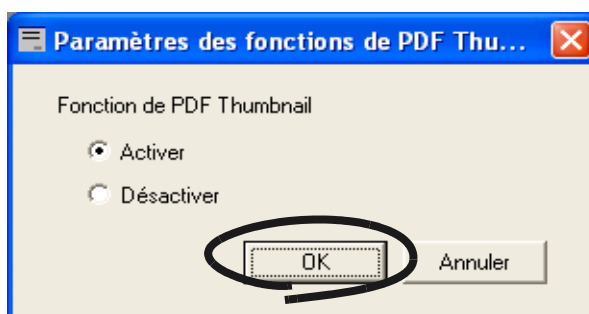 Paramètres des fonctions de PDF Thu...
Fonction de PDF Thumbnail
Activer
Désactiver
OK Annuler